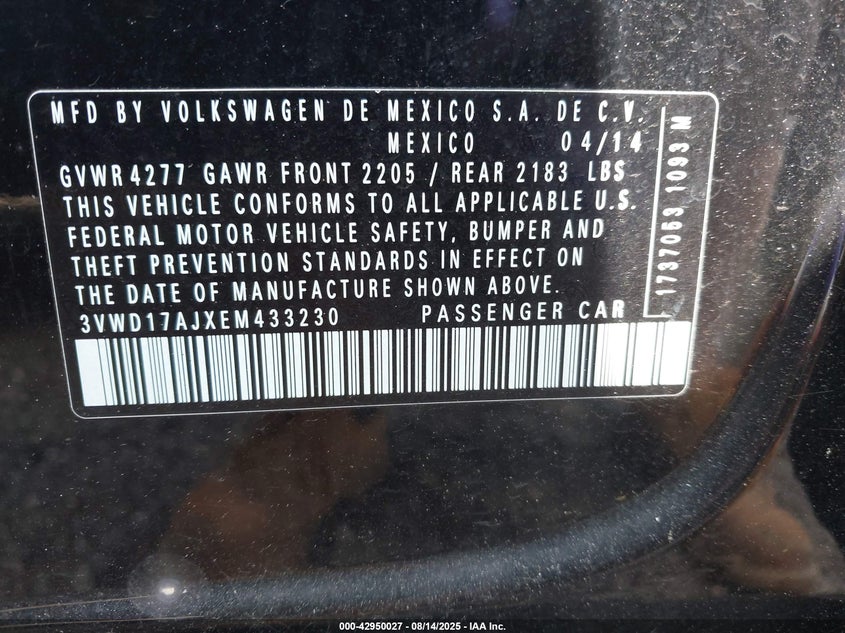 MFD BY VOLKSWAGEN DE MEXICO S.A. DE C.V.
MEXICO 04/14
GVWR 4277 GAWR FRONT 2205 / REAR 2183 LBS
THIS VEHICLE CONFORMS TO ALL APPLICABLE U.S.
FEDERAL MOTOR VEHICLE SAFETY, BUMPER AND
THEFT PREVENTION STANDARDS IN EFFECT ON
THE DATE OF MANUFACTURE SHOWN ABOVE.
3VWD17AJXEM433230 PASSENGER CAR
1737053 1093 M
000-42950027 - 08/14/2025 - IAA Inc.